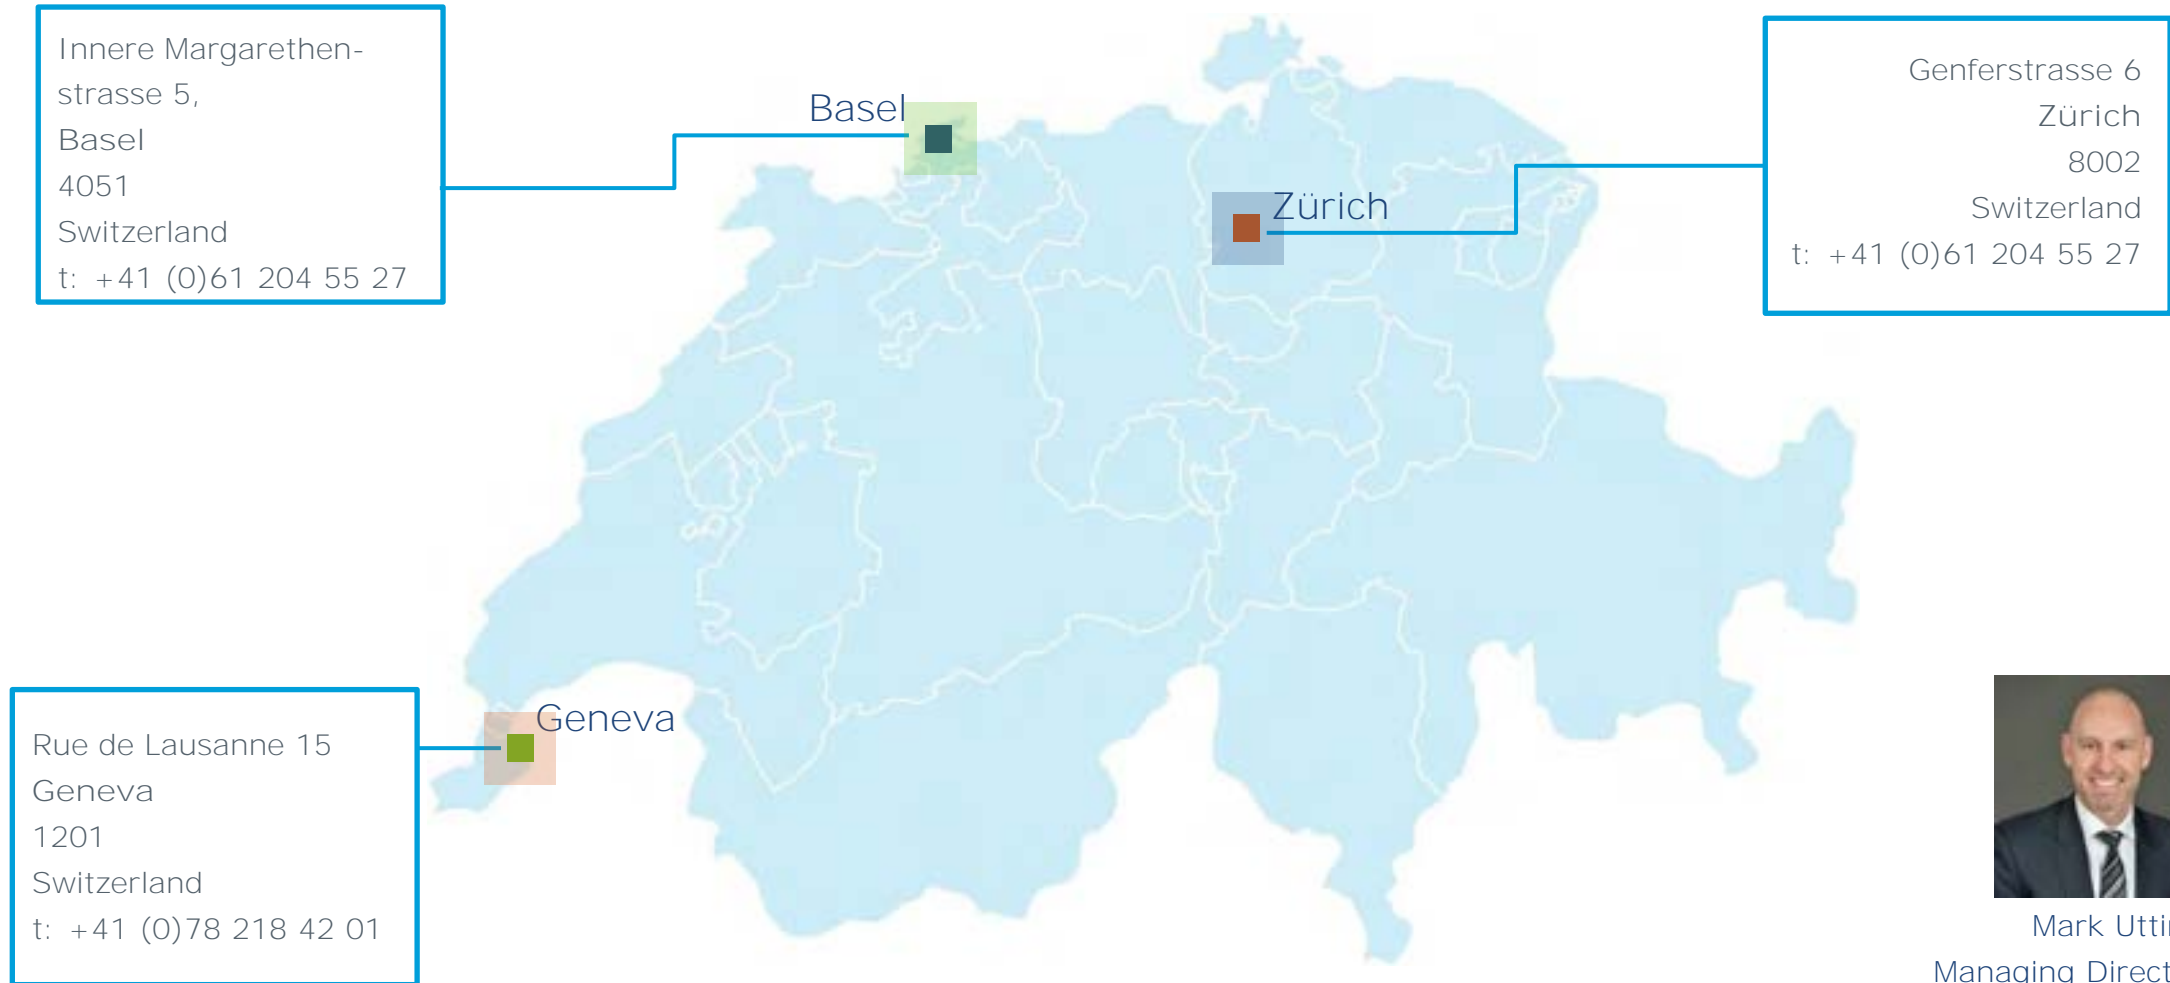 Innere Margarethen-
strasse 5,
Basel
4051
Switzerland
t: +41 (0)61 204 55 27
Basel
Genferstrasse 6
Zürich
8002
Switzerland
t: +41 (0)61 204 55 27
Zürich
Geneva
Rue de Lausanne 15
Geneva
1201
Switzerland
t: +41 (0)78 218 42 01
Mark
Managing